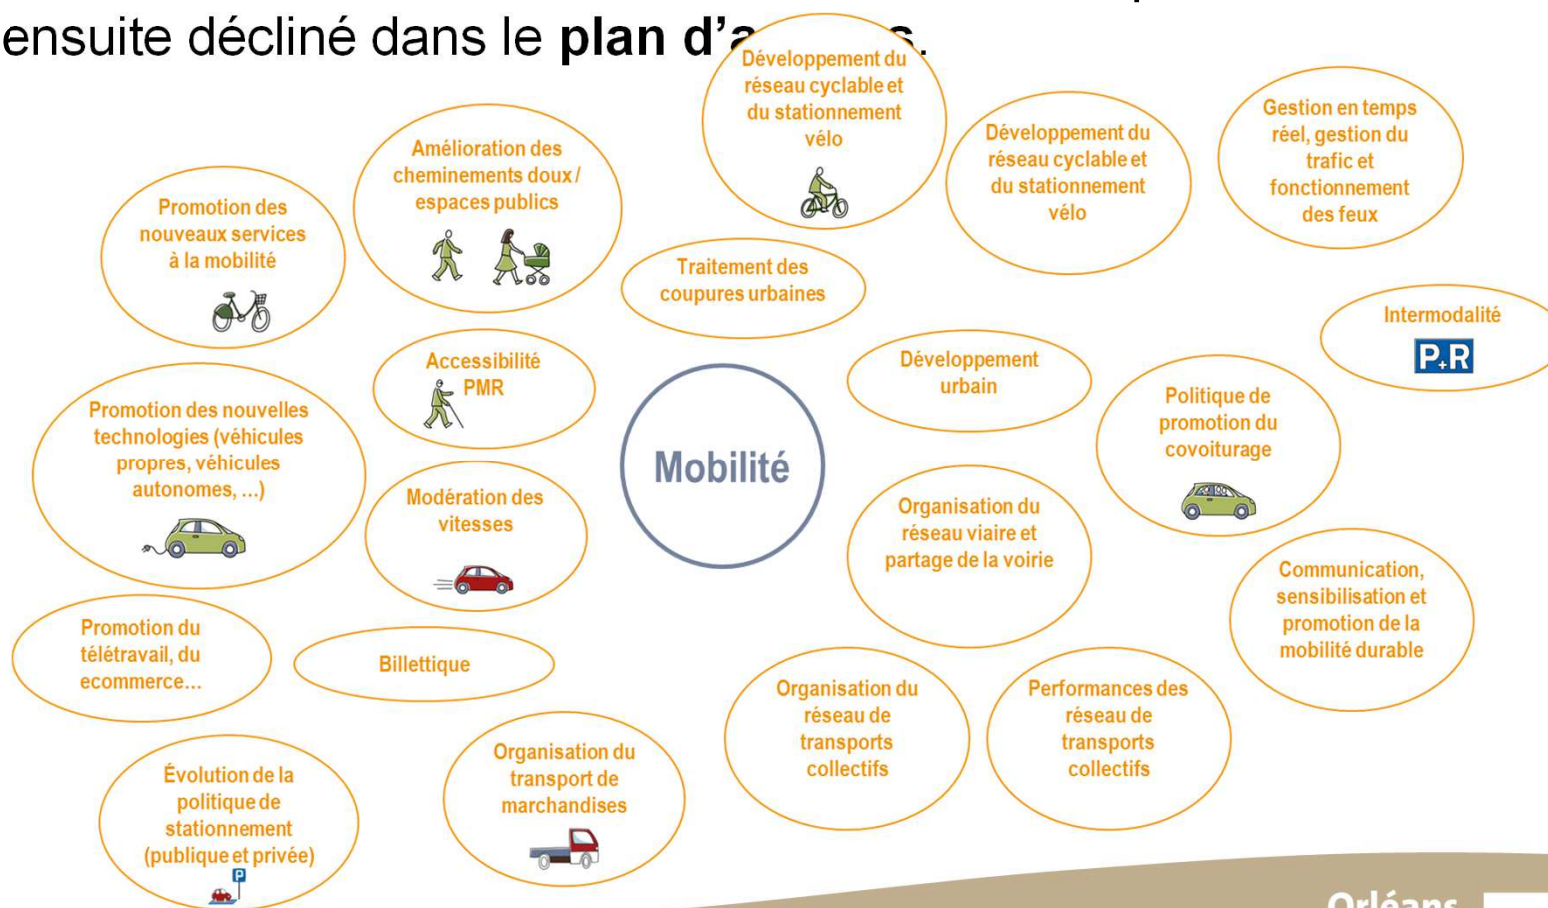 ensuite décliné dans le plan d'a s.
Développement du
réseau cyclable et
du stationnement
vélo
Développement du
réseau cyclable et
du stationnement
vélo
Gestion en temps
réel, gestion du
trafic et
fonctionnement
des feux
Amélioration des
cheminements doux /
espaces publics
Promotion des
nouveaux services
à la mobilité
Traitement des
coupures urbaines
Intermodalité
P+R
Accessibilité
PMR
Développement
urbain
Politique de
promotion du
covoiturage
Promotion des nouvelles
technologies (véhicules
propres, véhicules
autonomes, ...)
Mobilité
Modération des
vitesses
Organisation du
réseau viaire et
partage de la voirie
Communication,
sensibilisation et
promotion de la
mobilité durable
Promotion du
télétravail, du
ecommerce...
Billettique
Organisation du
réseau de
transports
collectifs
Performances des
réseau de
transports
collectifs
Évolution de la
politique de
stationnement
(publique et privée)
P
Organisation du
transport de
marchandises
Orléans